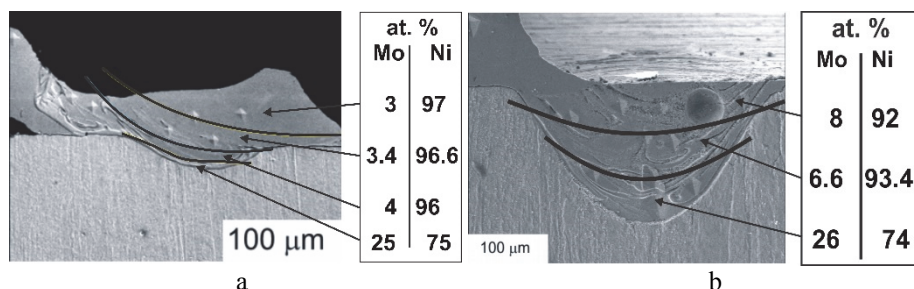 at. %
Mo Ni
3 97
3.4 96.6
4 96
25 75
100 µm
a
at. %
Mo Ni
8 92
6.6 93.4
26 74
100 µm
b